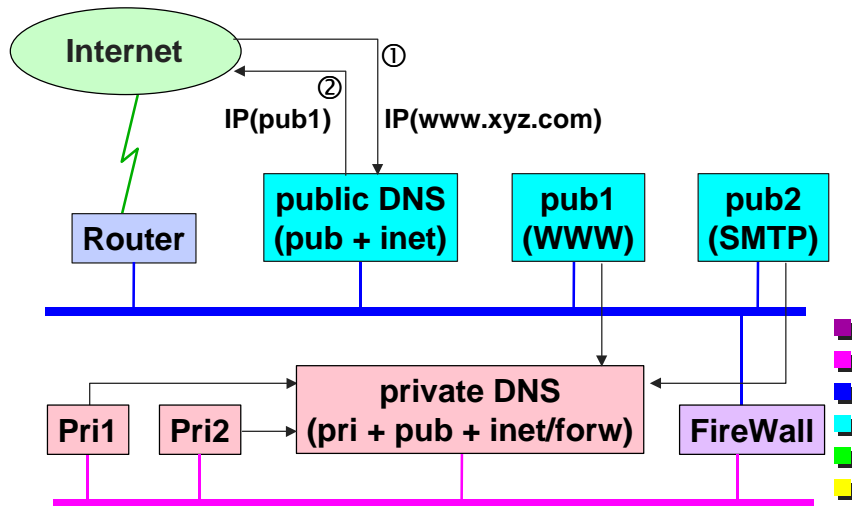 Internet
①
②
IP(pub1)
IP(www.xyz.com)
public DNS
(pub + inet)
pub1
(WWW)
pub2
(SMTP)
Router
private DNS
(pri + pub + inet/forw)
Pri1
Pri2
FireWall